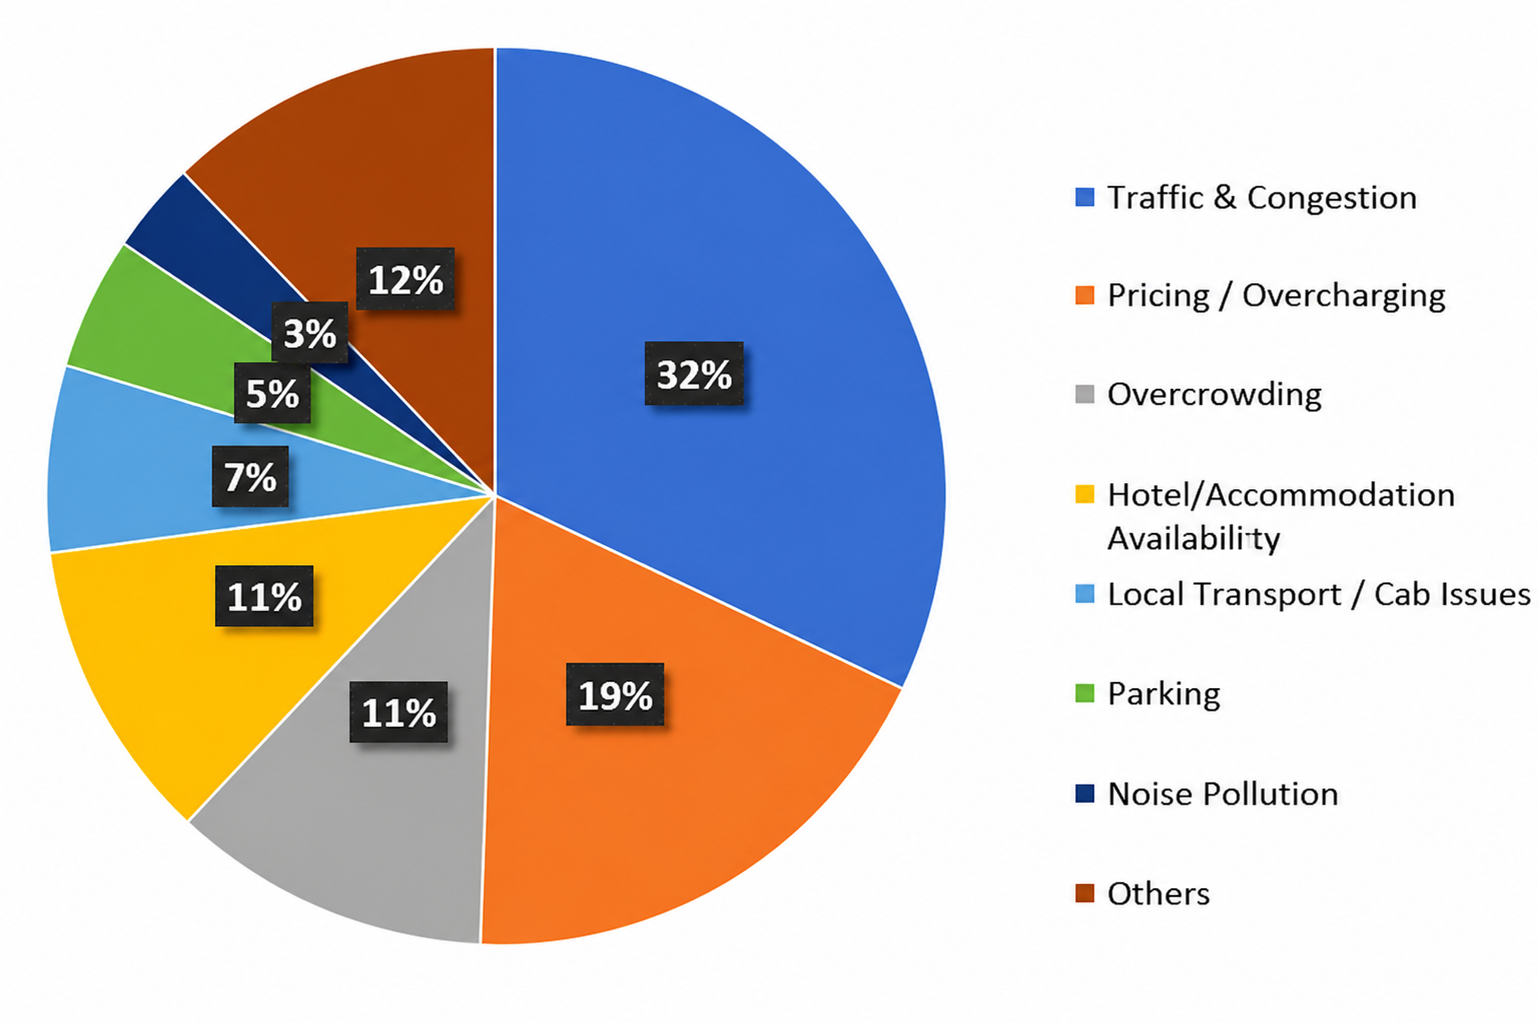 12%
3%
32%
5%
7%
11%
19%
11%
Traffic & Congestion
Pricing / Overcharging
Overcrowding
Hotel/Accommodation
Availability
Local Transport / Cab Issues
Parking
Noise Pollution
Others